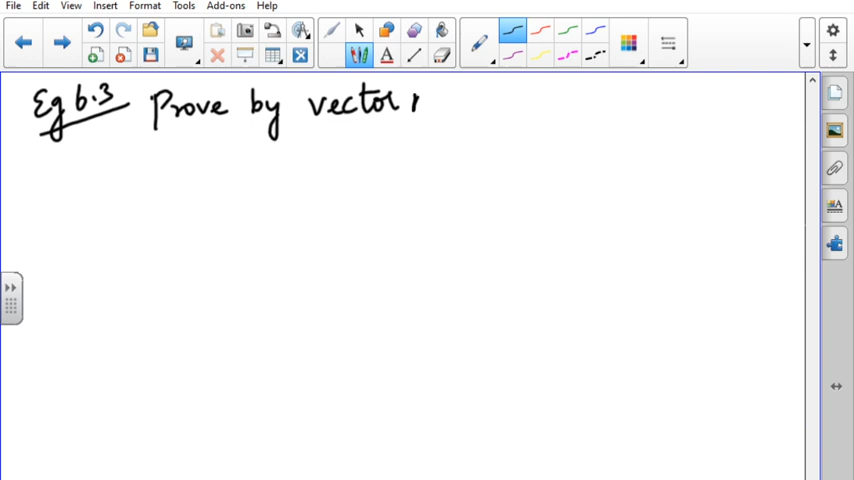 File Edit View Insert Format Tools Add-ons Help
Eg 6.3 Prove by vector